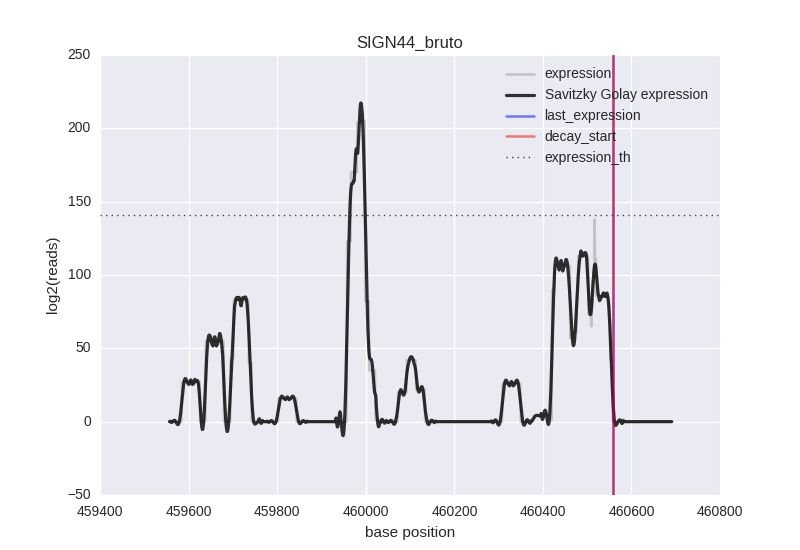 SIGN44_bruto
250
200
150
100
50
0
−50
log2(reads)
expression
Savitzky Golay expression
last_expression
decay_start
expression_th
459400 459600 459800 460000 460200 460400 460600 460800
base position